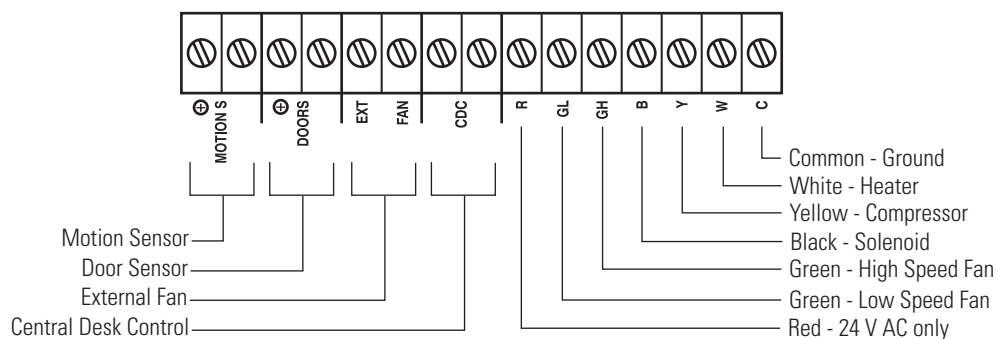 ⊕ MOTION S
⊕ DOORS
EXT FAN
CDC
R
GL
GH
B
Y
W
C
Motion Sensor
Door Sensor
External Fan
Central Desk Control
Common - Ground
White - Heater
Yellow - Compressor
Black - Solenoid
Green - High Speed Fan
Green - Low Speed Fan
Red - 24 V AC only